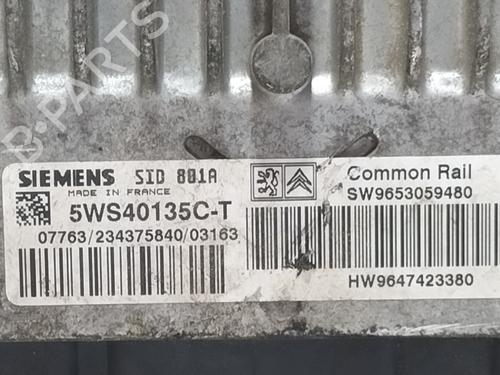 B-PARTS
SIEMENS SID 801A
MADE IN FRANCE
5WS40135C-T
07763/234375840/03163
Common Rail
SW9653059480
HW9647423380